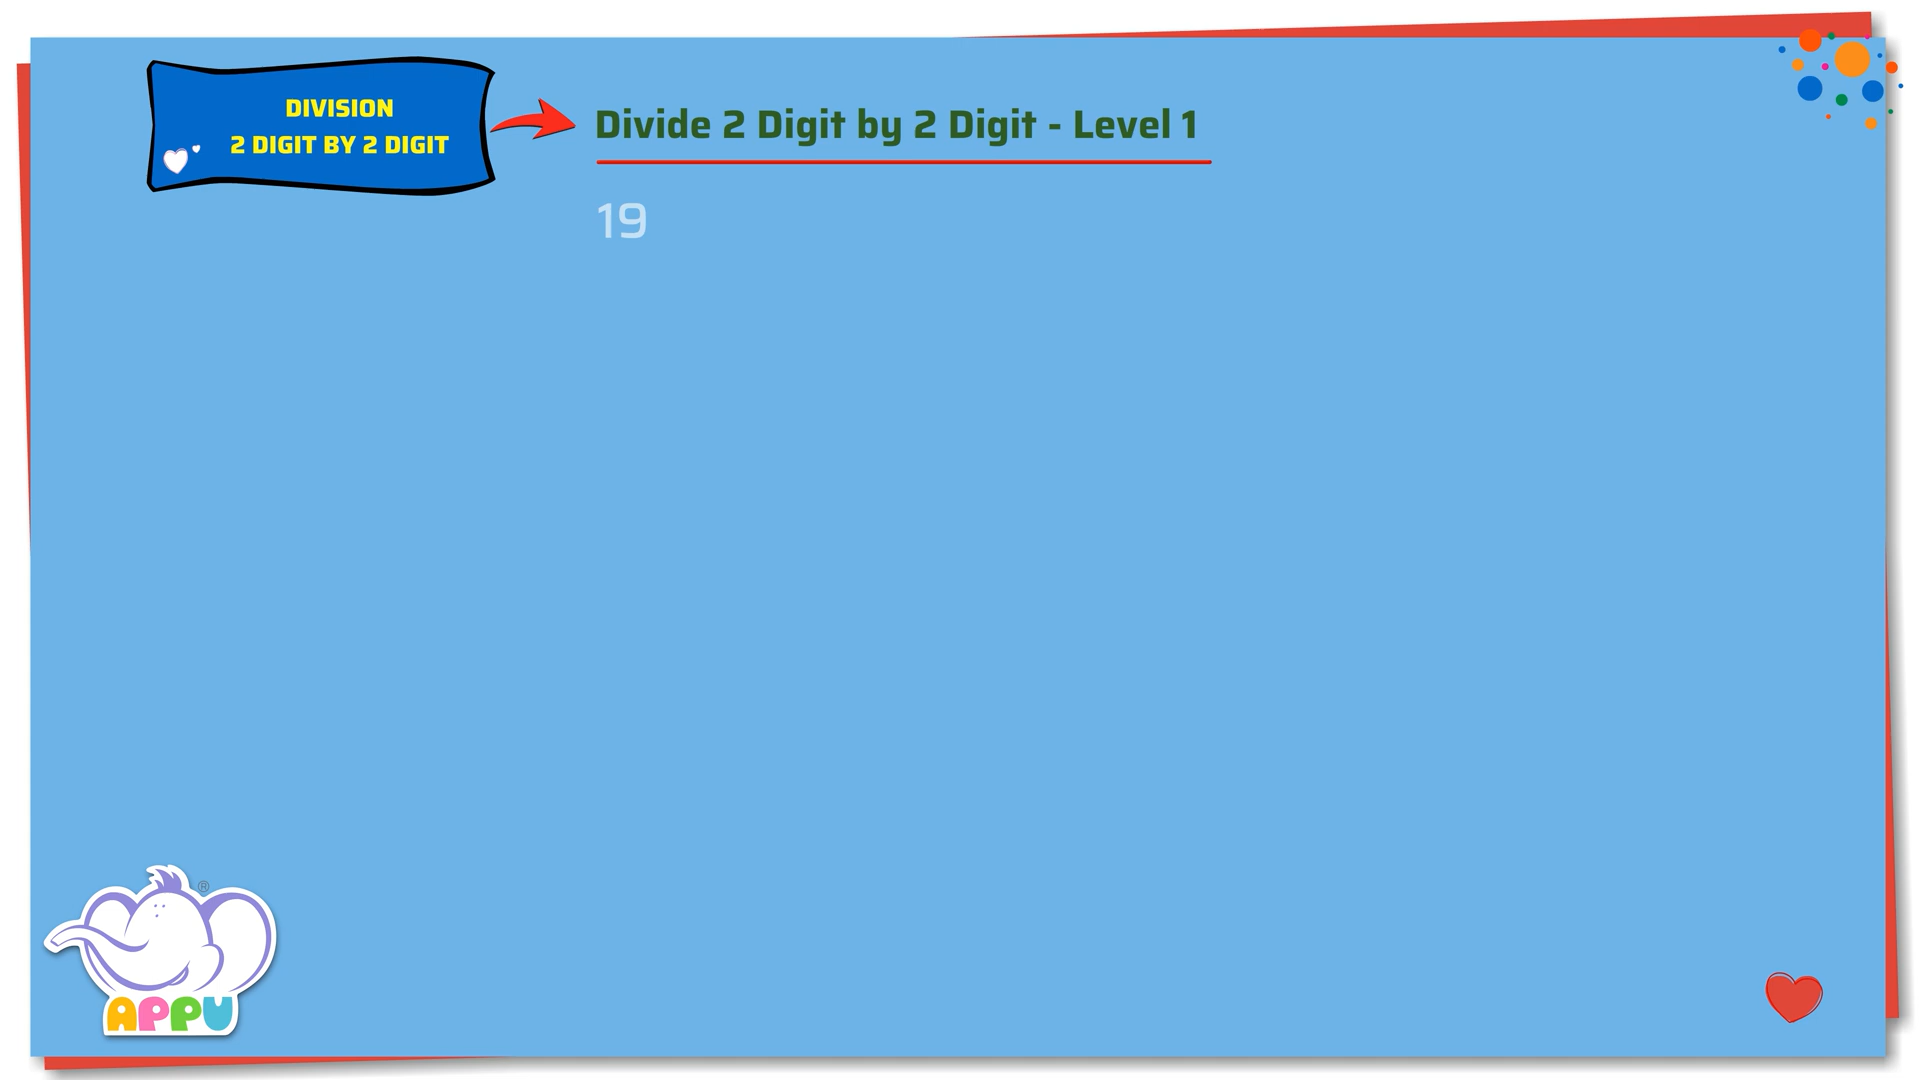 DIVISION
2 DIGIT BY 2 DIGIT
Divide 2 Digit by 2 Digit - Level 1
19
®
APPU